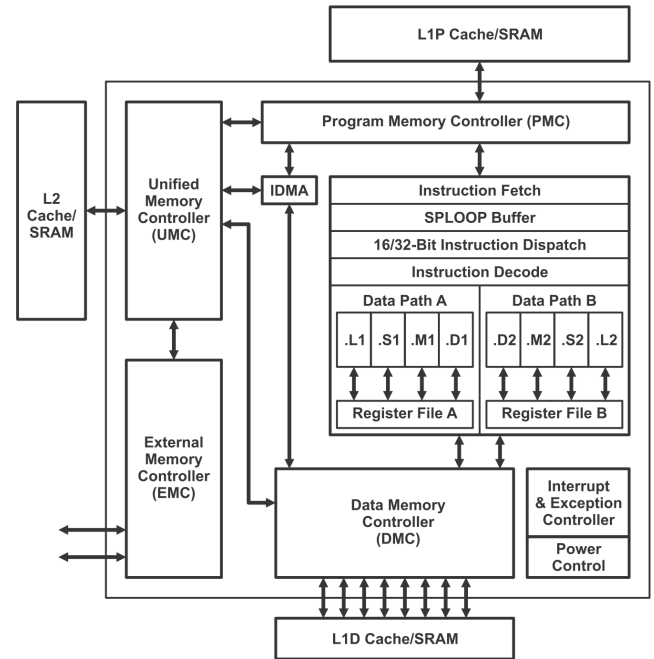 L1P Cache/SRAM
Program Memory Controller (PMC)
L2
Cache/
SRAM
Unified
Memory
Controller
(UMC)
IDMA
Instruction Fetch
SPLOOP Buffer
16/32-Bit Instruction Dispatch
Instruction Decode
Data Path A
Data Path B
.L1
.S1
.M1
.D1
.D2
.M2
.S2
.L2
Register File A
Register File B
External
Memory
Controller
(EMC)
Data Memory
Controller
(DMC)
Interrupt
& Exception
Controller
Power
Control
L1D Cache/SRAM